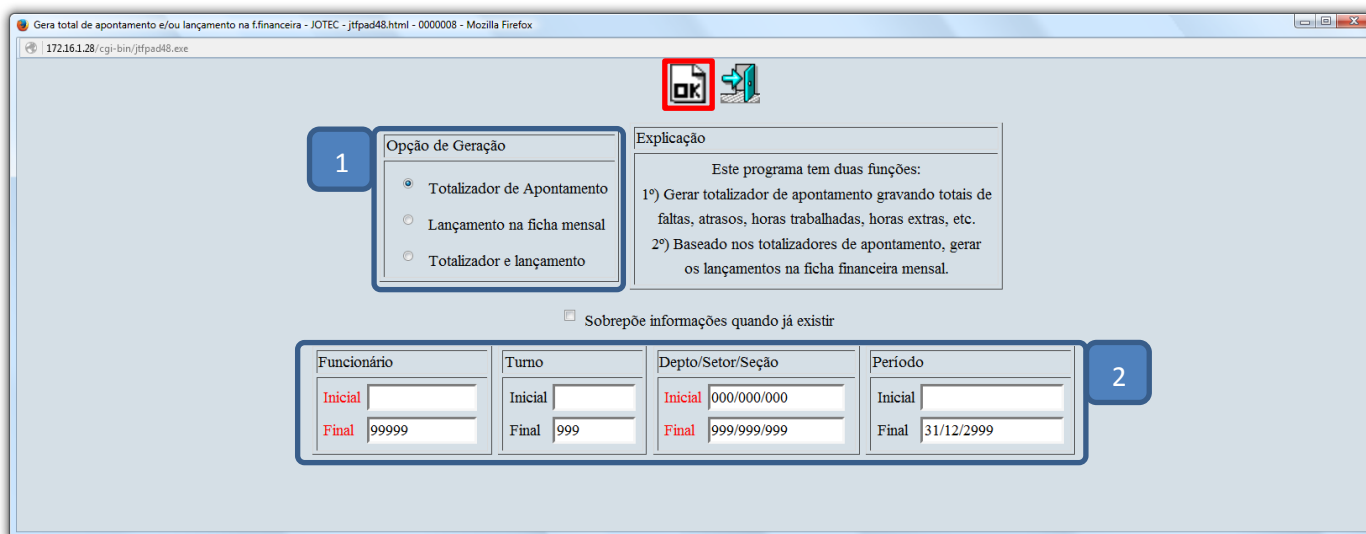 Gera total de apontamento e/ou lançamento na f.financeira - JOTEC - jtfpad48.html - 0000008 - Mozilla Firefox
172.16.1.28/cgi-bin/jtfpad48.exe
OK
1
Opção de Geração
Totalizador de Apontamento
Lançamento na ficha mensal
Totalizador e lançamento
Explicação
Este programa tem duas funções:
1º) Gerar totalizador de apontamento gravando totais de
faltas, atrasos, horas trabalhadas, horas extras, etc.
2º) Baseado nos totalizadores de apontamento, gerar
os lançamentos na ficha financeira mensal.
Sobrepõe informações quando já existir
Funcionário
Inicial
Final 99999
Turno
Inicial
Final 999
Depto/Setor/Seção
Inicial 000/000/000
Final 999/999/999
Período
Inicial
Final 31/12/2999
2